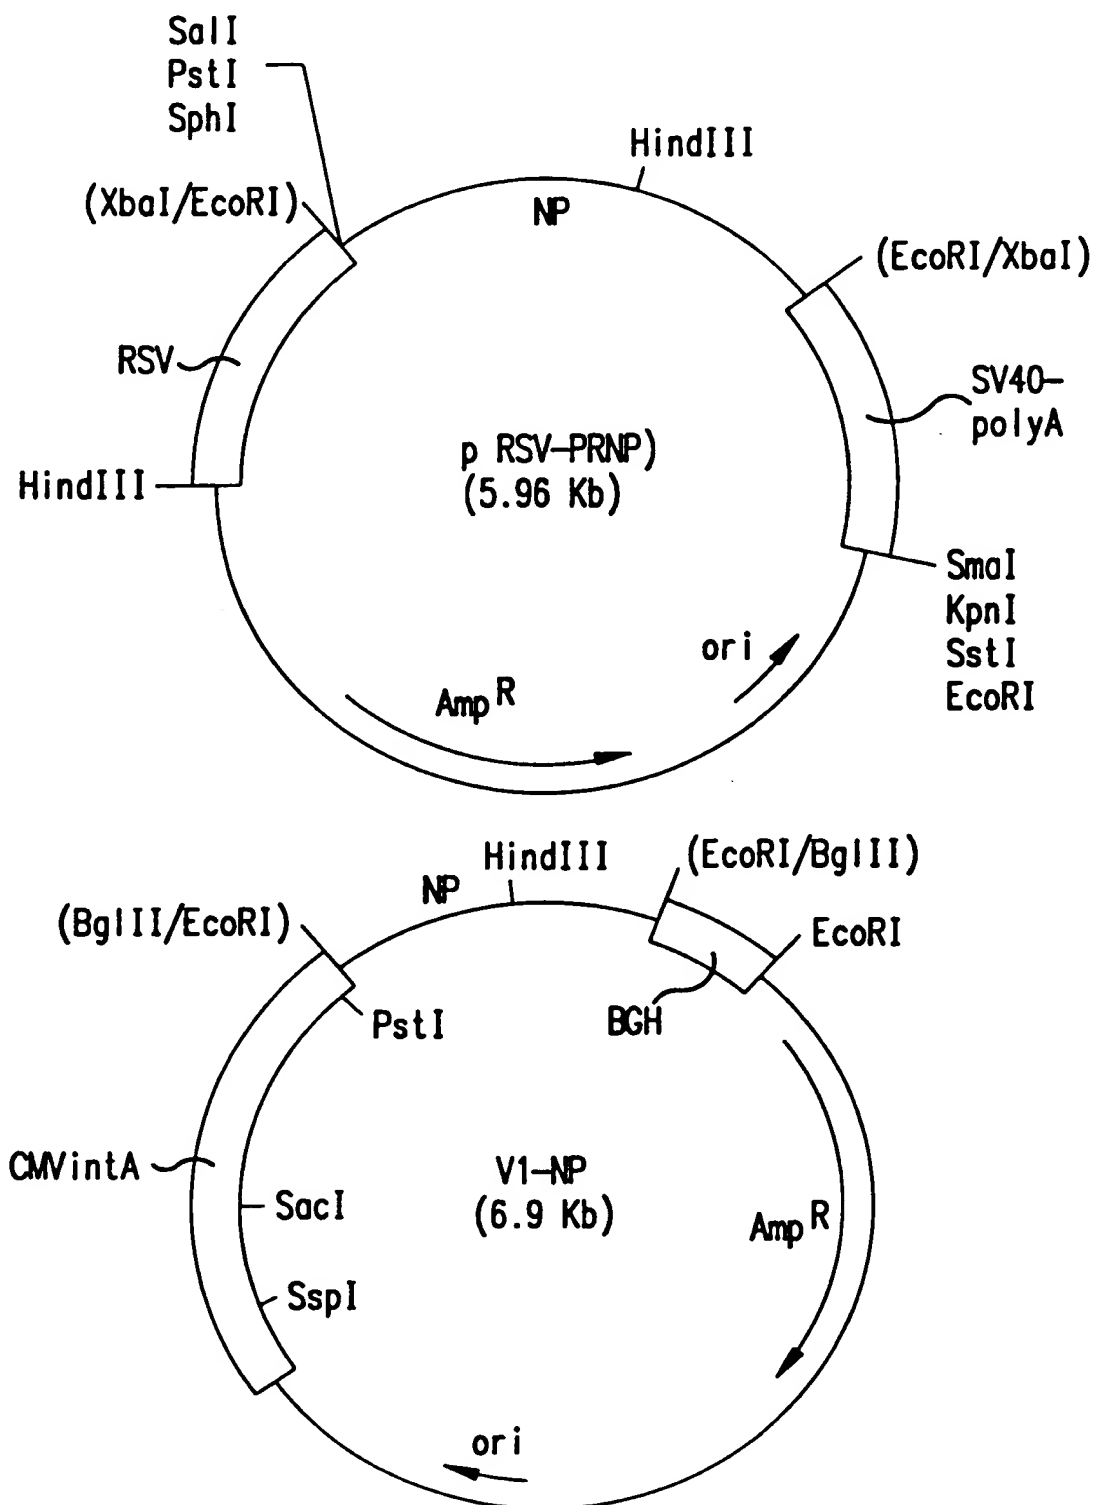 SalI
PstI
SphI
HindIII
(XbaI/EcoRI)
NP
(EcoRI/XbaI)
RSV
SV40-
polyA
p RSV-PRNP)
(5.96 Kb)
HindIII
SmaI
KpnI
SstI
EcoRI
ori
Amp R
HindIII
(EcoRI/BglII)
NP
(BglII/EcoRI)
EcoRI
PstI
BGH
CMVintA
V1-NP
(6.9 Kb)
SacI
Amp R
SspI
ori